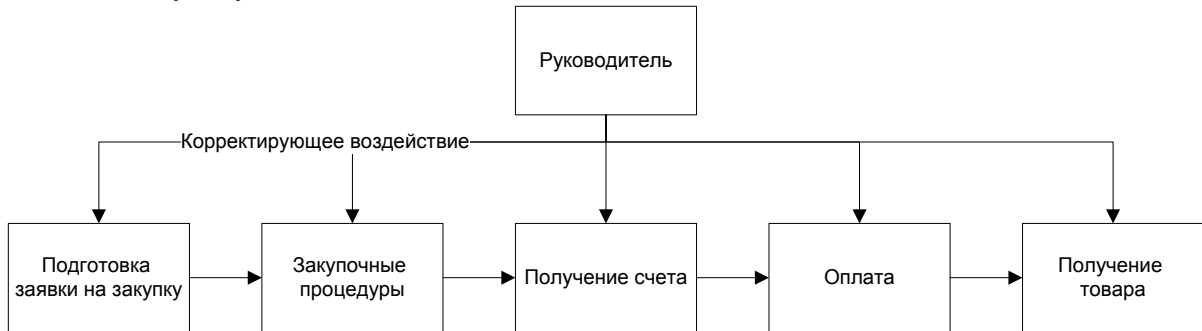 Руководитель
Корректирующее воздействие
Подготовка
заявки на закупку
Закупочные
процедуры
Получение счета
Оплата
Получение
товара